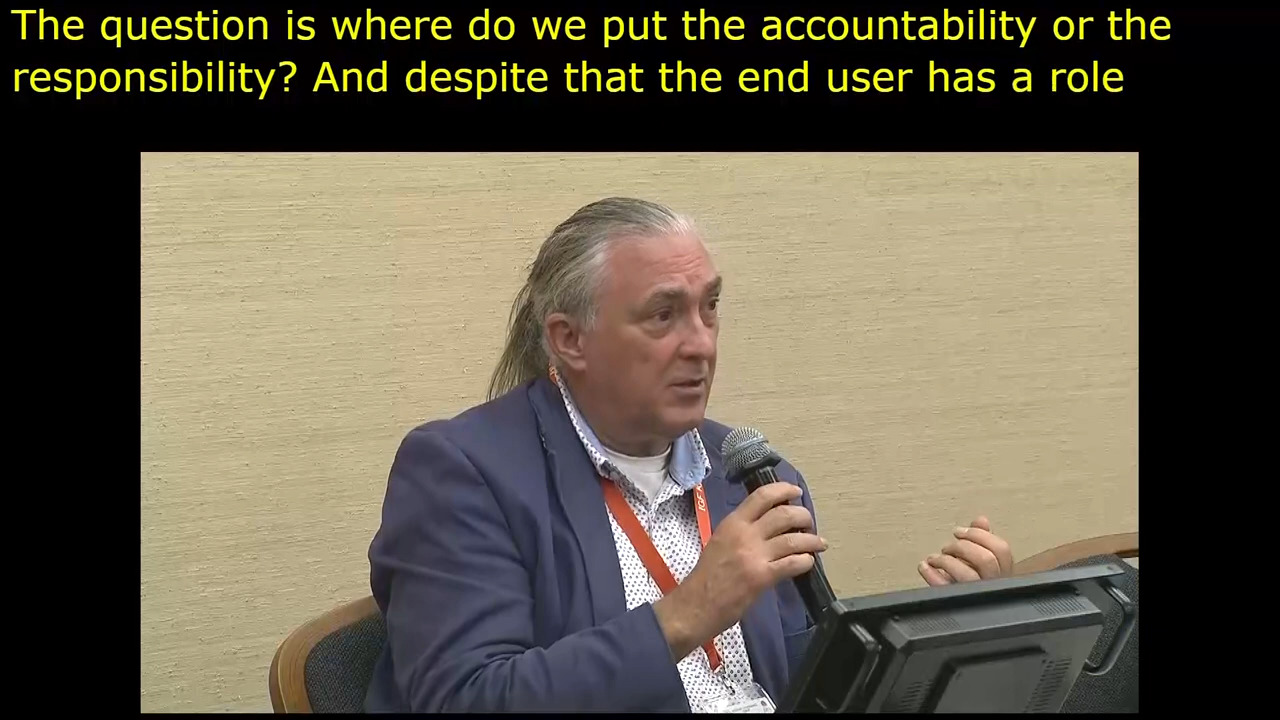 The question is where do we put the accountability or the
responsibility? And despite that the end user has a role
IGF